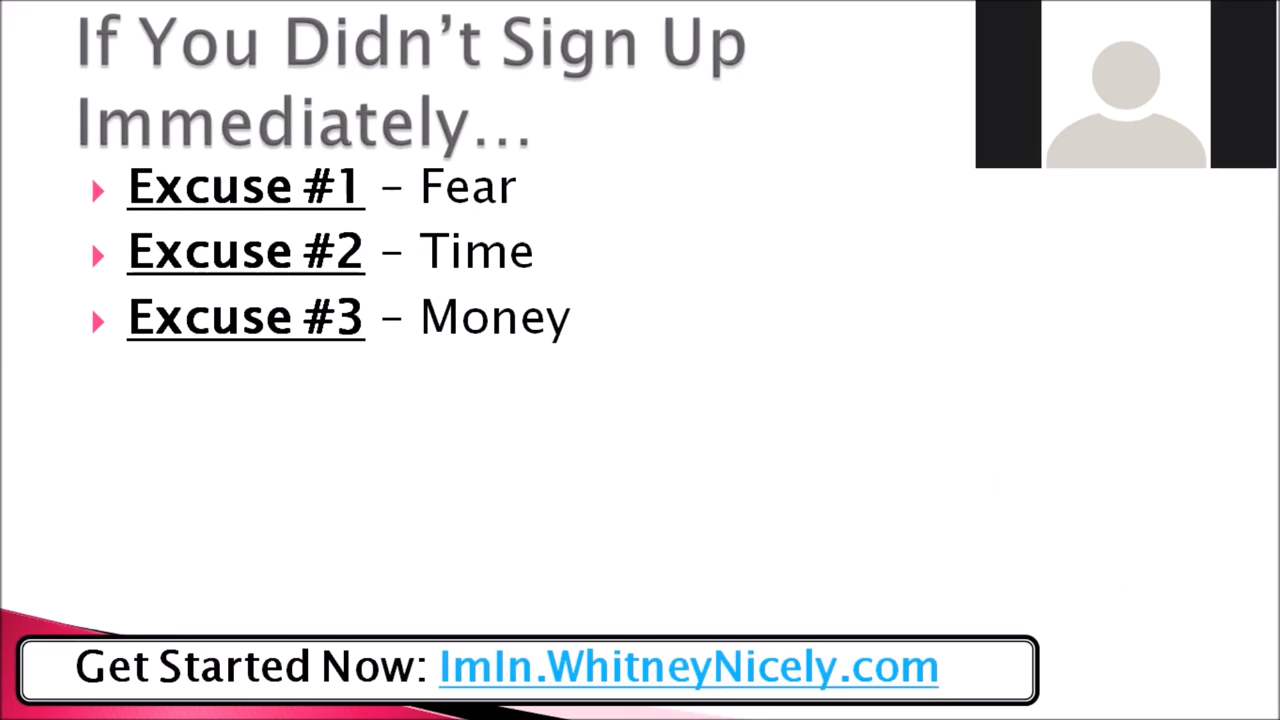 If You Didn’t Sign Up
Immediately…
Excuse #1 – Fear
Excuse #2 – Time
Excuse #3 – Money
Get Started Now: ImIn.WhitneyNicely.com